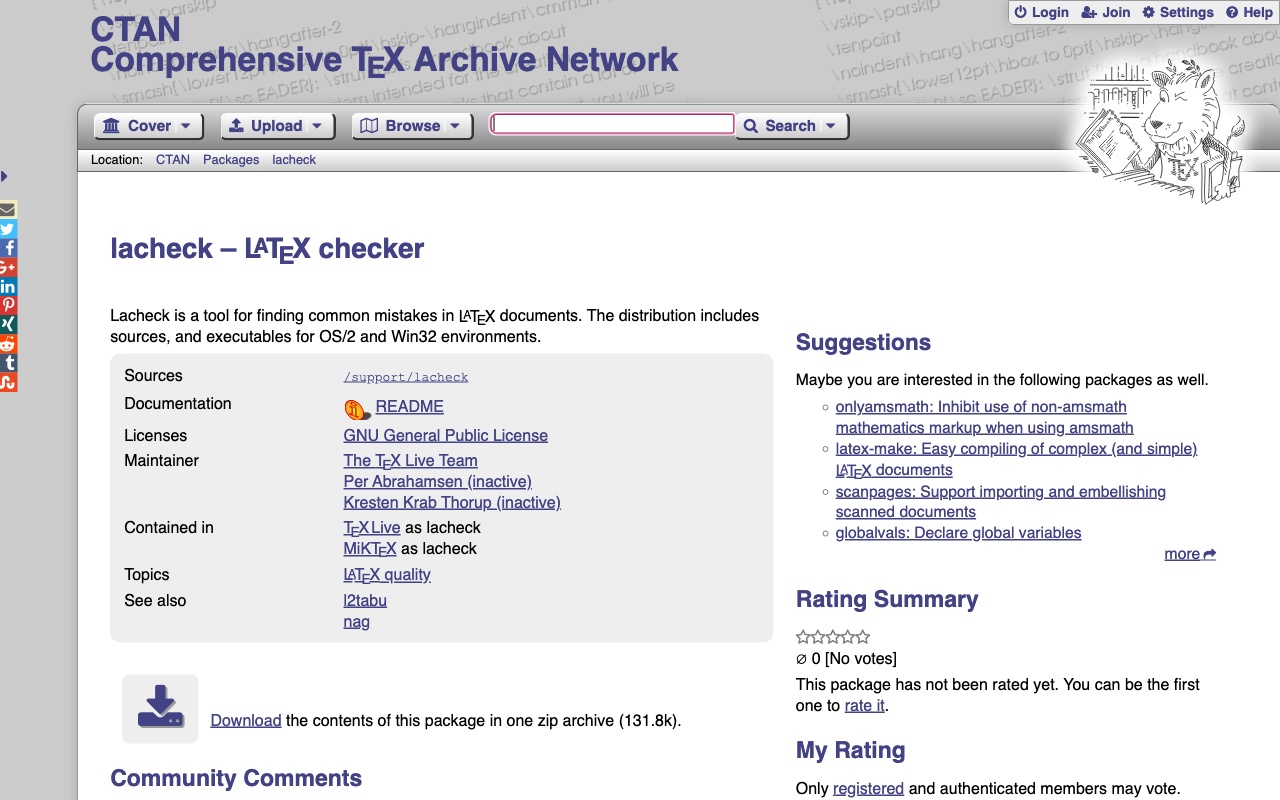 Login Join Settings Help
CTAN
Comprehensive TEX Archive Network
Cover Upload Browse Search
Location: CTAN Packages lacheck
lacheck – LATEX checker
Lacheck is a tool for finding common mistakes in LATEX documents. The distribution includes
sources, and executables for OS/2 and Win32 environments.
Sources /support/lacheck
Documentation README
Licenses GNU General Public License
Maintainer The TEX Live Team
Per Abrahamsen (inactive)
Kresten Krab Thorup (inactive)
Contained in TEX Live as lacheck
MiKTEX as lacheck
Topics LATEX quality
See also l2tabu
nag
Download the contents of this package in one zip archive (131.8k).
Community Comments
Suggestions
Maybe you are interested in the following packages as well.
onlyamsmath: Inhibit use of non-amsmath
mathematics markup when using amsmath
latex-make: Easy compiling of complex (and simple)
LATEX documents
scanpages: Support importing and embellishing
scanned documents
globalvals: Declare global variables
more
Rating Summary
∅ 0 [No votes]
This package has not been rated yet. You can be the first
one to rate it.
My Rating
Only registered and authenticated members may vote.